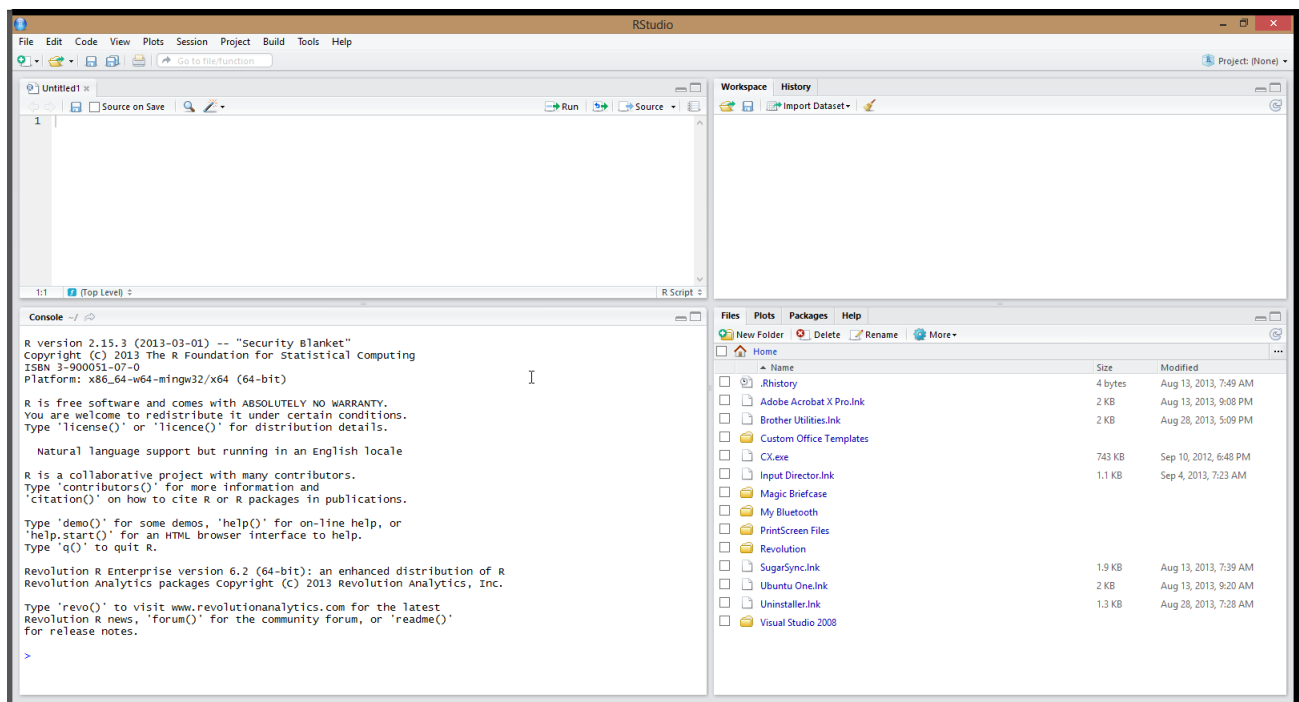 RStudio
File Edit Code View Plots Session Project Build Tools Help
Go to file/function
Project: (None)
Untitled1
Source on Save
Run
Source
1
1:1
(Top Level)
R Script
Workspace History
Import Dataset
Console ~/
R version 2.15.3 (2013-03-01) -- "Security Blanket"
Copyright (C) 2013 The R Foundation for Statistical Computing
ISBN 3-900051-07-0
Platform: x86_64-w64-mingw32/x64 (64-bit)
R is free software and comes with ABSOLUTELY NO WARRANTY.
You are welcome to redistribute it under certain conditions.
Type 'license()' or 'licence()' for distribution details.
Natural language support but running in an English locale
R is a collaborative project with many contributors.
Type 'contributors()' for more information and
'citation()' on how to cite R or R packages in publications.
Type 'demo()' for some demos, 'help()' for on-line help, or
'help.start()' for an HTML browser interface to help.
Type 'q()' to quit R.
Revolution R Enterprise version 6.2 (64-bit): an enhanced distribution of R
Revolution Analytics packages Copyright (C) 2013 Revolution Analytics, Inc.
Type 'revo()' to visit www.revolutionanalytics.com for the latest
Revolution R news, 'forum()' for the community forum, or 'readme()'
for release notes.
>
Files Plots Packages Help
New Folder Delete Rename More
Home ...
Name Size Modified
.Rhistory 4 bytes Aug 13, 2013, 7:49 AM
Adobe Acrobat X Pro.lnk 2 KB Aug 13, 2013, 9:08 PM
Brother Utilities.lnk 2 KB Aug 28, 2013, 5:09 PM
Custom Office Templates
CX.exe 743 KB Sep 10, 2012, 6:48 PM
Input Director.lnk 1.1 KB Sep 4, 2013, 7:23 AM
Magic Briefcase
My Bluetooth
PrintScreen Files
Revolution
SugarSync.lnk 1.9 KB Aug 13, 2013, 7:39 AM
Ubuntu One.lnk 2 KB Aug 13, 2013, 9:20 AM
Uninstaller.lnk 1.3 KB Aug 28, 2013, 7:28 AM
Visual Studio 2008